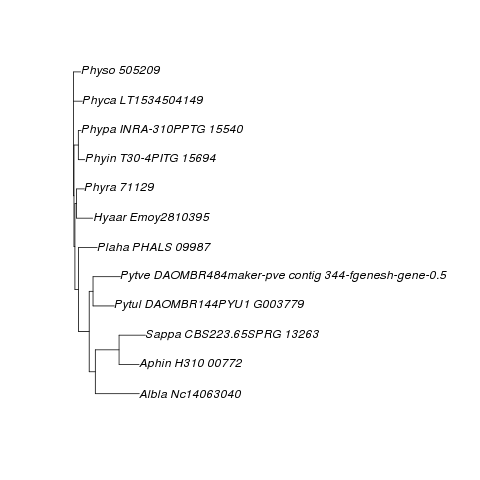 Physo 505209
Phyca LT1534504149
Phypa INRA-310PPTG 15540
Phyin T30-4PITG 15694
Phyra 71129
Hyaar Emoy2810395
Plaha PHALS 09987
Pytve DAOMBR484maker-pve contig 344-fgenesh-gene-0.5
Pytul DAOMBR144PYU1 G003779
Sappa CBS223.65SPRG 13263
Aphin H310 00772
Albla Nc14063040